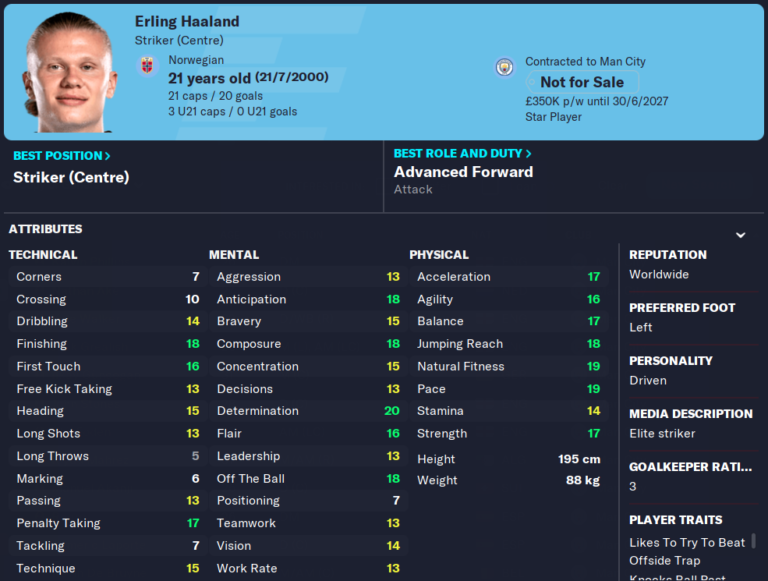 Erling Haaland
Striker (Centre)
Norwegian
21 years old (21/7/2000)
21 caps / 20 goals
3 U21 caps / 0 U21 goals
Contracted to Man City
Not for Sale
£350K p/w until 30/6/2027
Star Player
BEST POSITION >
Striker (Centre)
BEST ROLE AND DUTY >
Advanced Forward
Attack
ATTRIBUTES
TECHNICAL
Corners 7
Crossing 10
Dribbling 14
Finishing 18
First Touch 16
Free Kick Taking 13
Heading 15
Long Shots 13
Long Throws 5
Marking 6
Passing 13
Penalty Taking 17
Tackling 7
Technique 15
MENTAL
Aggression 13
Anticipation 18
Bravery 15
Composure 18
Concentration 15
Decisions 13
Determination 20
Flair 16
Leadership 13
Off The Ball 18
Positioning 7
Teamwork 13
Vision 14
Work Rate 13
PHYSICAL
Acceleration 17
Agility 16
Balance 17
Jumping Reach 18
Natural Fitness 19
Pace 19
Stamina 14
Strength 17
Height 195 cm
Weight 88 kg
REPUTATION
Worldwide
PREFERRED FOOT
Left
PERSONALITY
Driven
MEDIA DESCRIPTION
Elite striker
GOALKEEPER RATI...
3
PLAYER TRAITS
Likes To Try To Beat
Offside Trap
Knocks Ball Past